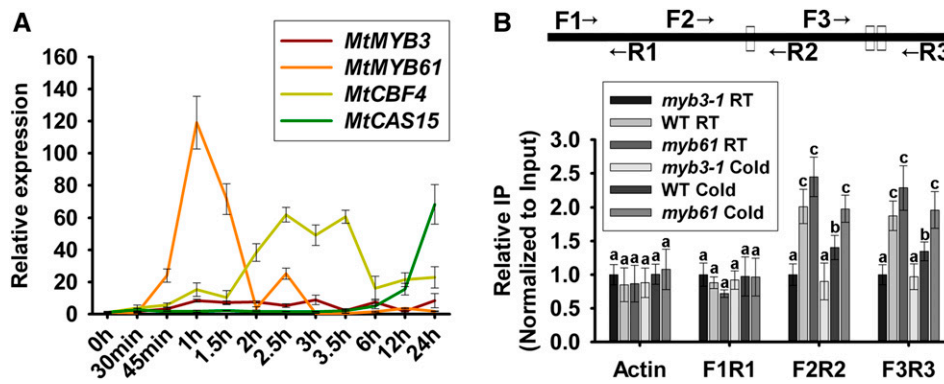 A
Relative expression
160
140
120
100
80
60
40
20
0
MtMYB3
MtMYB61
MtCBF4
MtCAS15
0h
30min
45min
1h
1.5h
2h
2.5h
3h
3.5h
6h
12h
24h
B
F1→ F2→ F3→
←R1 ←R2 ←R3
myb3-1 RT
WT RT
myb61 RT
myb3-1 Cold
WT Cold
myb61 Cold
Relative IP
(Normalized to Input)
3.0
2.5
2.0
1.5
1.0
0.5
0.0
a a a a a a
a a a a a a
a c c a b c
a c c a b c
Actin F1R1 F2R2 F3R3